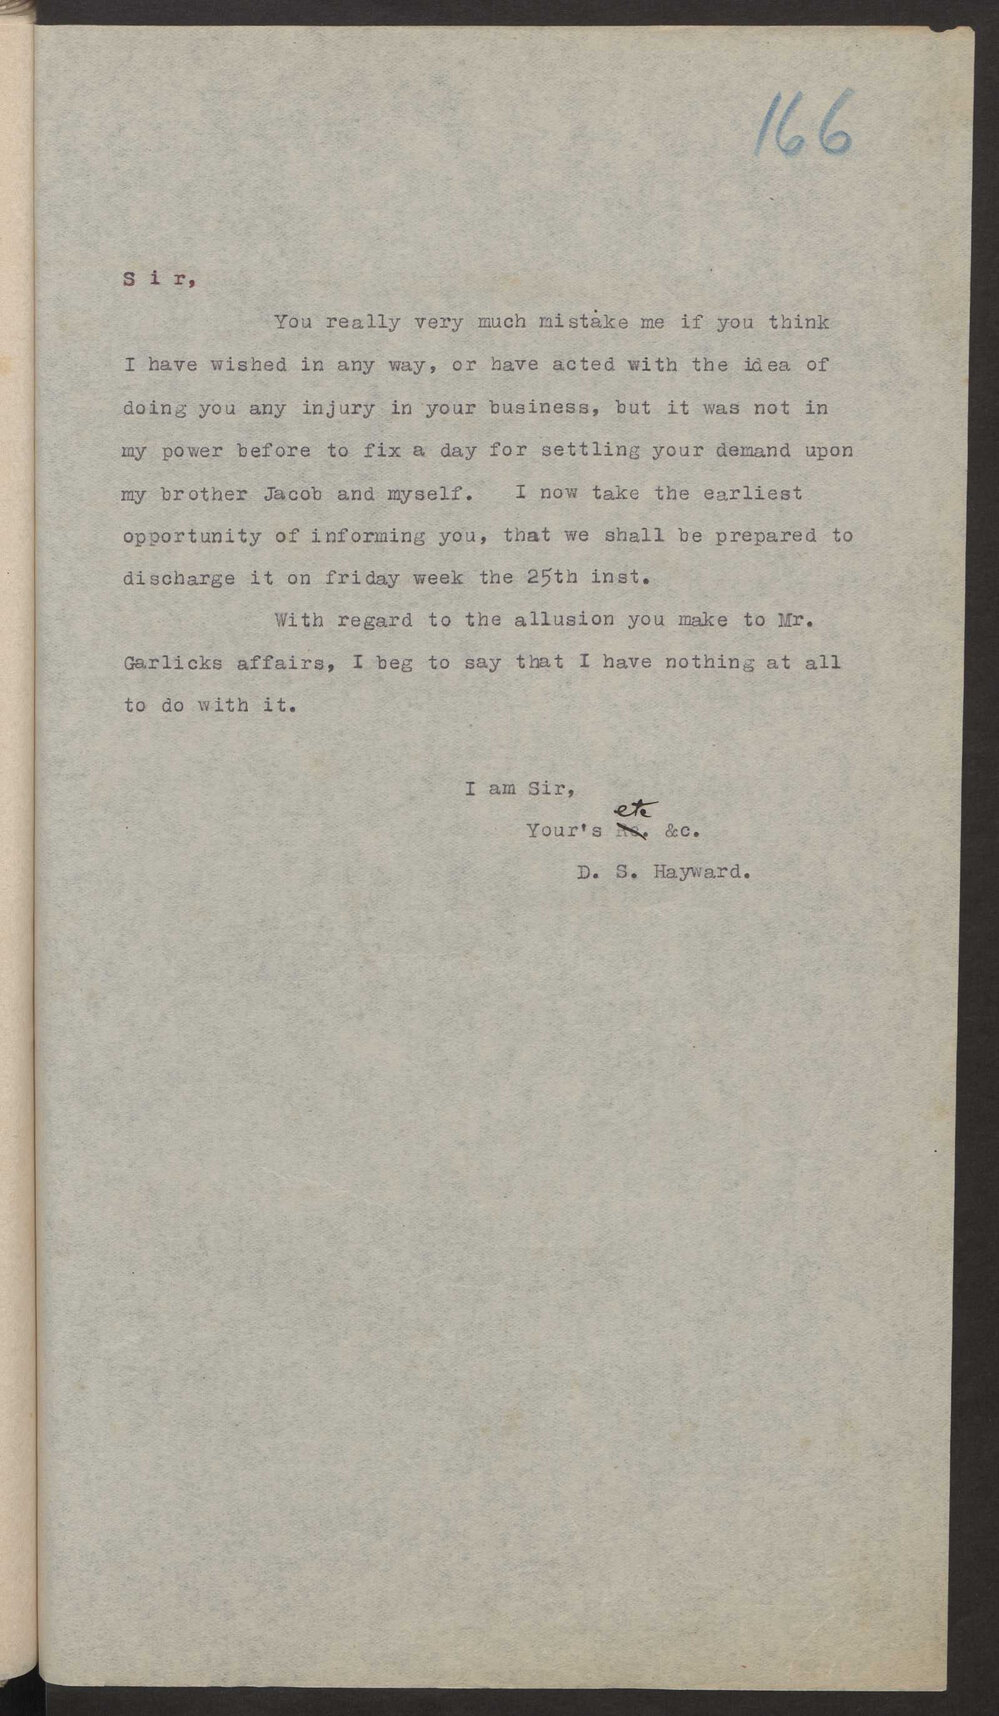 166
S i r,
You really very much mistake me if you think
I have wished in any way, or have acted with the idea of
doing you any injury in your business, but it was not in
my power before to fix a day for settling your demand upon
my brother Jacob and myself. I now take the earliest
opportunity of informing you, that we shall be prepared to
discharge it on friday week the 25th inst.
With regard to the allusion you make to Mr.
Garlicks affairs, I beg to say that I have nothing at all
to do with it.
I am Sir,
etc
Your's &c.
D. S. Hayward.